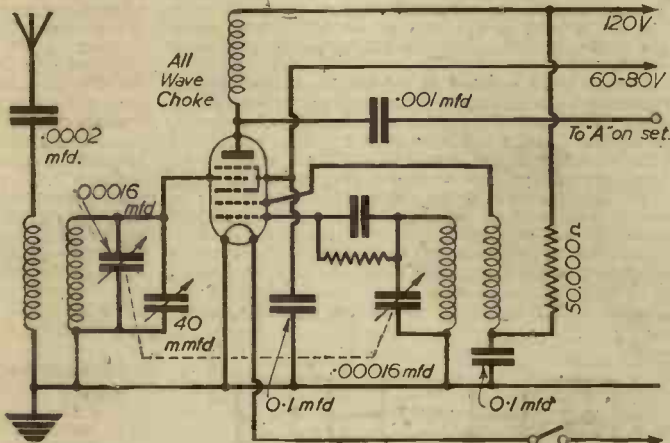 120V
All
Wave
Choke
60-80V
.001 mfd
To "A" on set.
.0002
mfd.
.00016
mfd
50,000Ω
40
m.mfd.
.00016 mfd
0.1 mfd
0.1 mfd